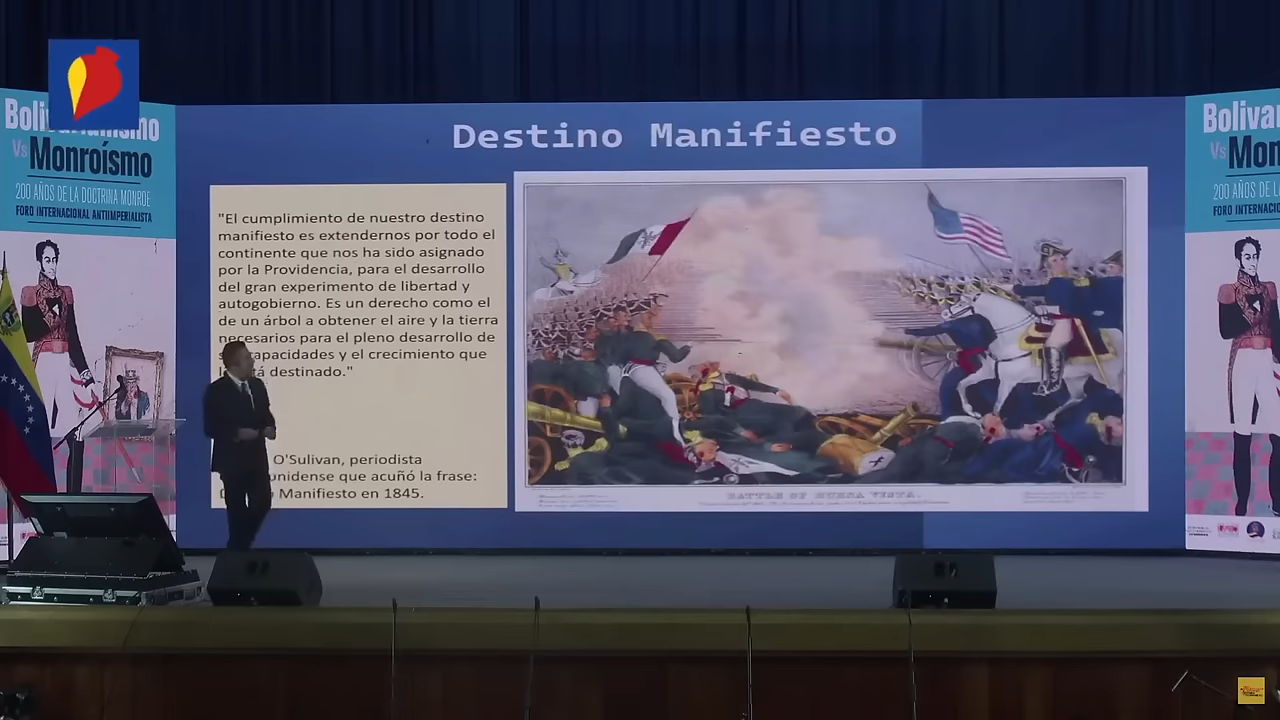 Bolivarianismo
Vs Monroísmo
200 AÑOS DE LA DOCTRINA MONROE
FORO INTERNACIONAL ANTIIMPERIALISTA
Destino Manifiesto
"El cumplimiento de nuestro destino
manifiesto es extendernos por todo el
continente que nos ha sido asignado
por la Providencia, para el desarrollo
del gran experimento de libertad y
autogobierno. Es un derecho como el
de un árbol a obtener el aire y la tierra
necesarios para el pleno desarrollo de
capacidades y el crecimiento que
destinado."
O'Sulivan, periodista
unidense que acuñó la frase:
Manifiesto en 1845.
BATTLE OF BUENA VISTA.
Bolivar
Vs Mon
200 AÑOS DE L
FORO INTERNACIO